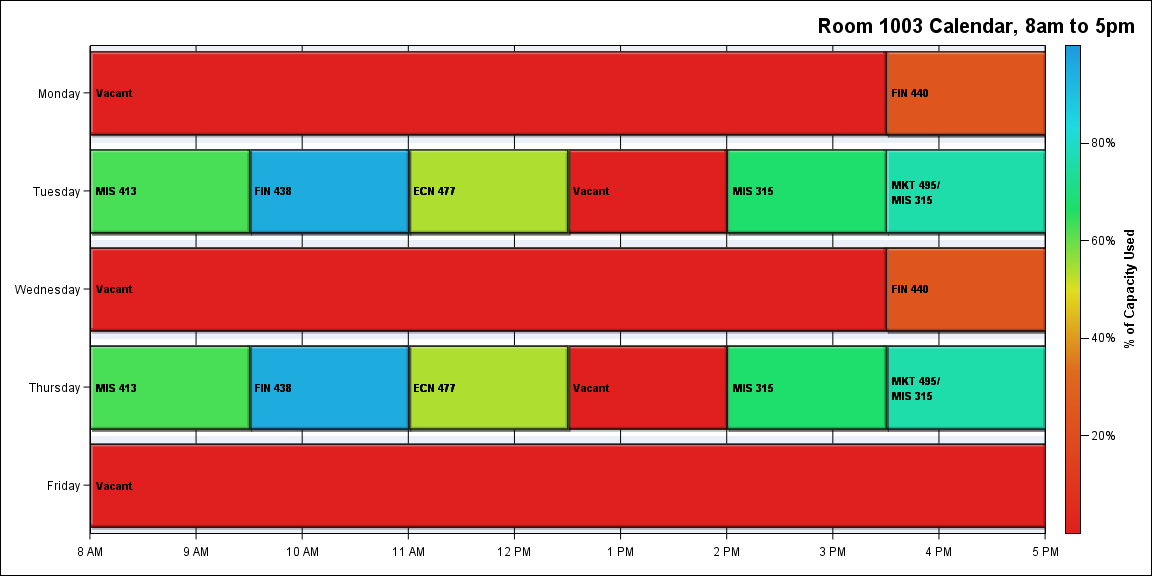 Room 1003 Calendar, 8am to 5pm
Monday
Vacant
FIN 440
Tuesday
MIS 413
FIN 438
ECN 477
Vacant
MIS 315
MKT 495/
MIS 315
Wednesday
Vacant
FIN 440
Thursday
MIS 413
FIN 438
ECN 477
Vacant
MIS 315
MKT 495/
MIS 315
Friday
Vacant
8 AM
9 AM
10 AM
11 AM
12 PM
1 PM
2 PM
3 PM
4 PM
5 PM
80%
60%
40%
20%
% of Capacity Used